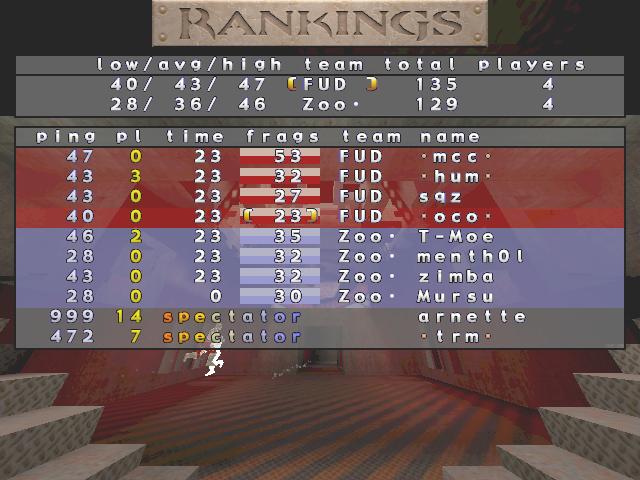 RANKINGS
low/avg/high team total players
40/ 43/ 47 [FUD ] 135 4
28/ 36/ 46 Zoo· 129 4
ping pl time frags team name
47 0 23 53 FUD ·mcc·
43 3 23 32 FUD ·hum·
43 0 23 27 FUD sqz
40 0 23 [ 23] FUD ·oco·
46 2 23 35 Zoo· T-Moe
28 0 23 32 Zoo· menth0l
43 0 23 32 Zoo· zimba
28 0 0 30 Zoo· Mursu
999 14 spectator arnette
472 7 spectator ·trm·